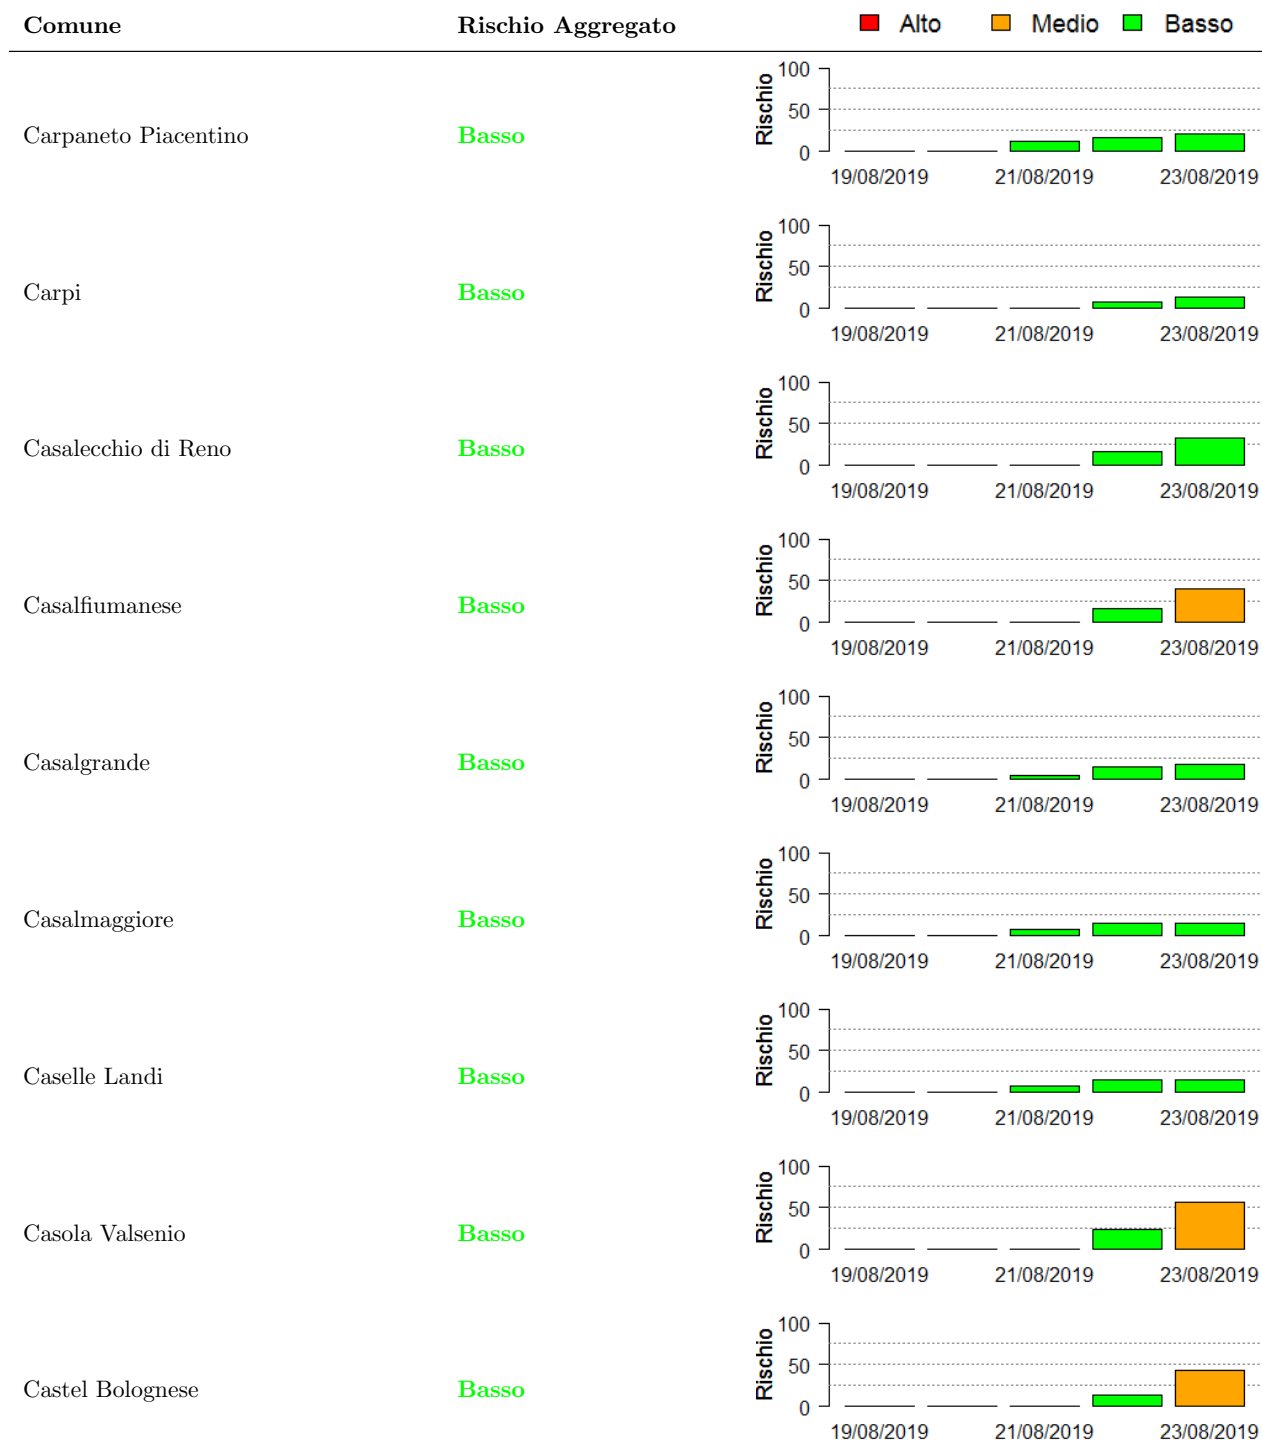 Comune Rischio Aggregato Alto Medio Basso
Carpaneto Piacentino Basso
Rischio
100
50
0
19/08/2019 21/08/2019 23/08/2019
Carpi Basso
Rischio
100
50
0
19/08/2019 21/08/2019 23/08/2019
Casalecchio di Reno Basso
Rischio
100
50
0
19/08/2019 21/08/2019 23/08/2019
Casalfiumanese Basso
Rischio
100
50
0
19/08/2019 21/08/2019 23/08/2019
Casalgrande Basso
Rischio
100
50
0
19/08/2019 21/08/2019 23/08/2019
Casalmaggiore Basso
Rischio
100
50
0
19/08/2019 21/08/2019 23/08/2019
Caselle Landi Basso
Rischio
100
50
0
19/08/2019 21/08/2019 23/08/2019
Casola Valsenio Basso
Rischio
100
50
0
19/08/2019 21/08/2019 23/08/2019
Castel Bolognese Basso
Rischio
100
50
0
19/08/2019 21/08/2019 23/08/2019